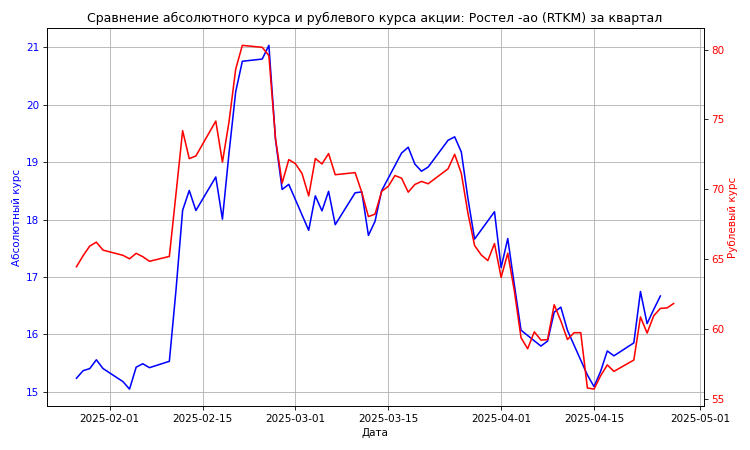 Сравнение абсолютного курса и рублевого курса акции: Ростел -ао (RTKM) за квартал
21
20
19
18
17
16
15
Абсолютный курс
80
75
70
65
60
55
Рублевый курс
2025-02-01 2025-02-15 2025-03-01 2025-03-15 2025-04-01 2025-04-15 2025-05-01
Дата